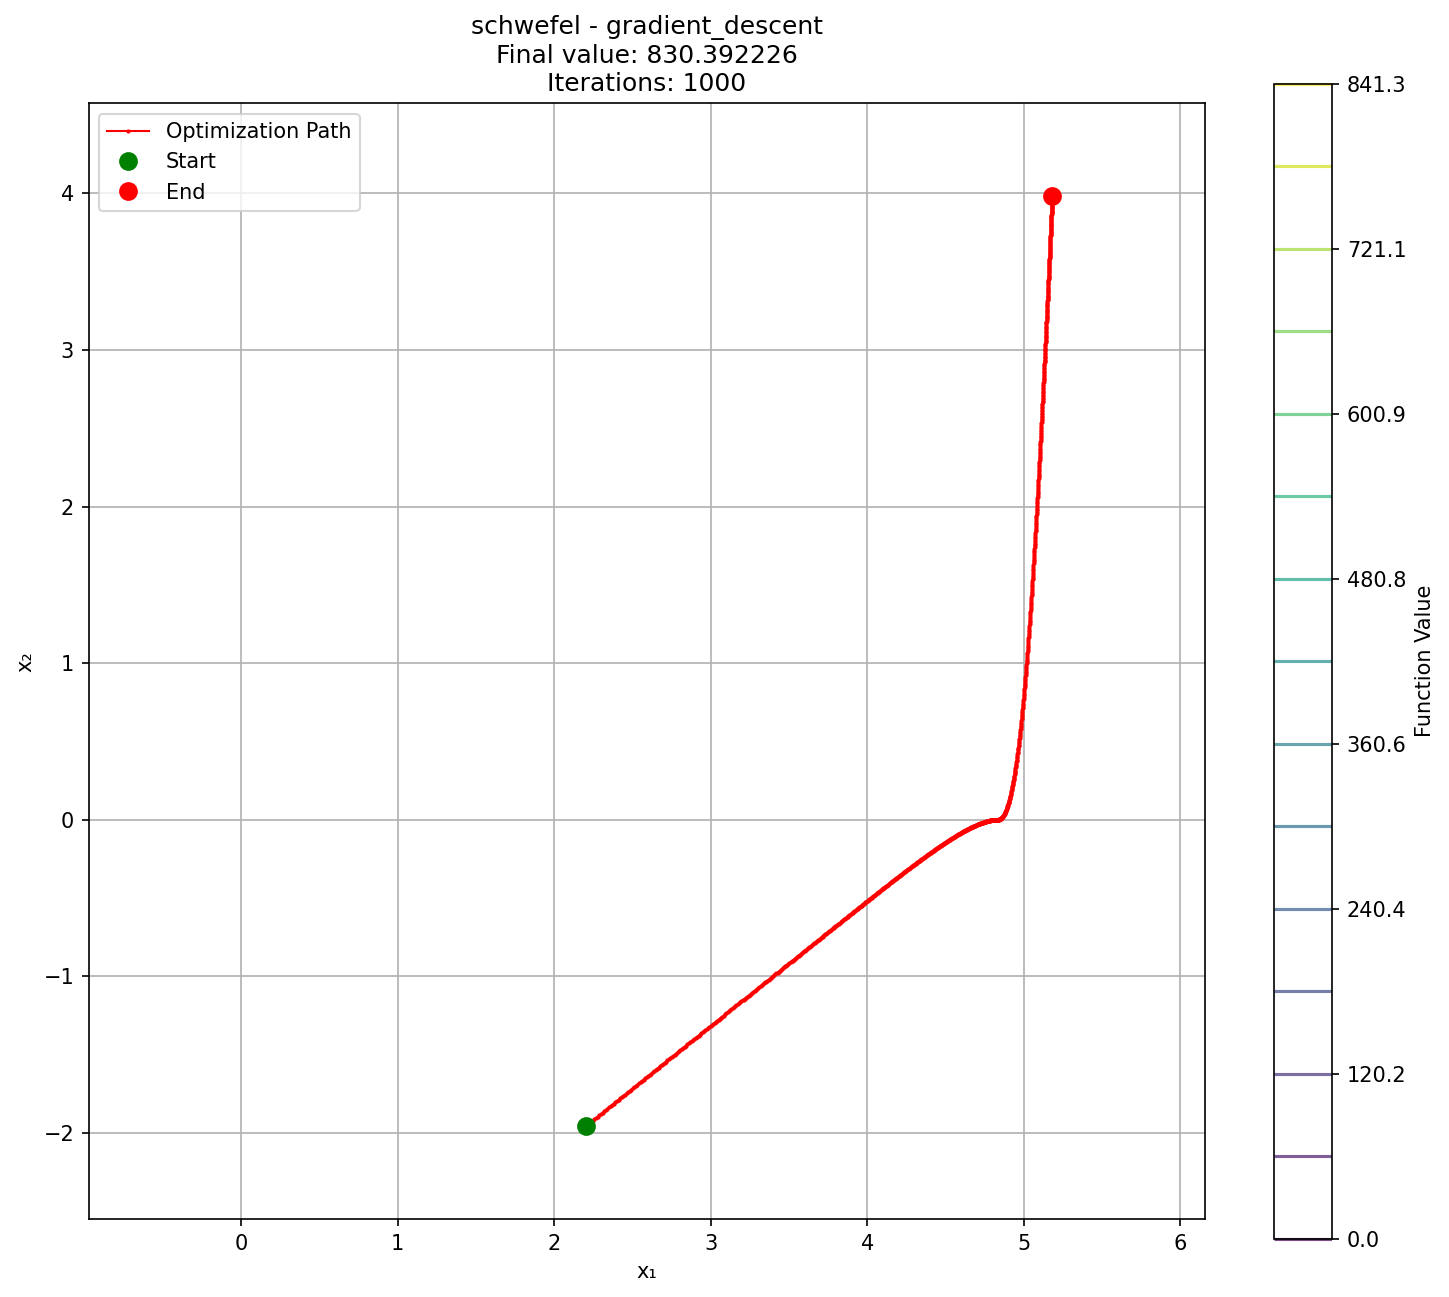 schwefel - gradient_descent
Final value: 830.392226
Iterations: 1000
Optimization Path
Start
End
4
3
2
1
0
−1
−2
x₂
0
1
2
3
4
5
6
x₁
841.3
721.1
600.9
480.8
360.6
240.4
120.2
0.0
Function Value